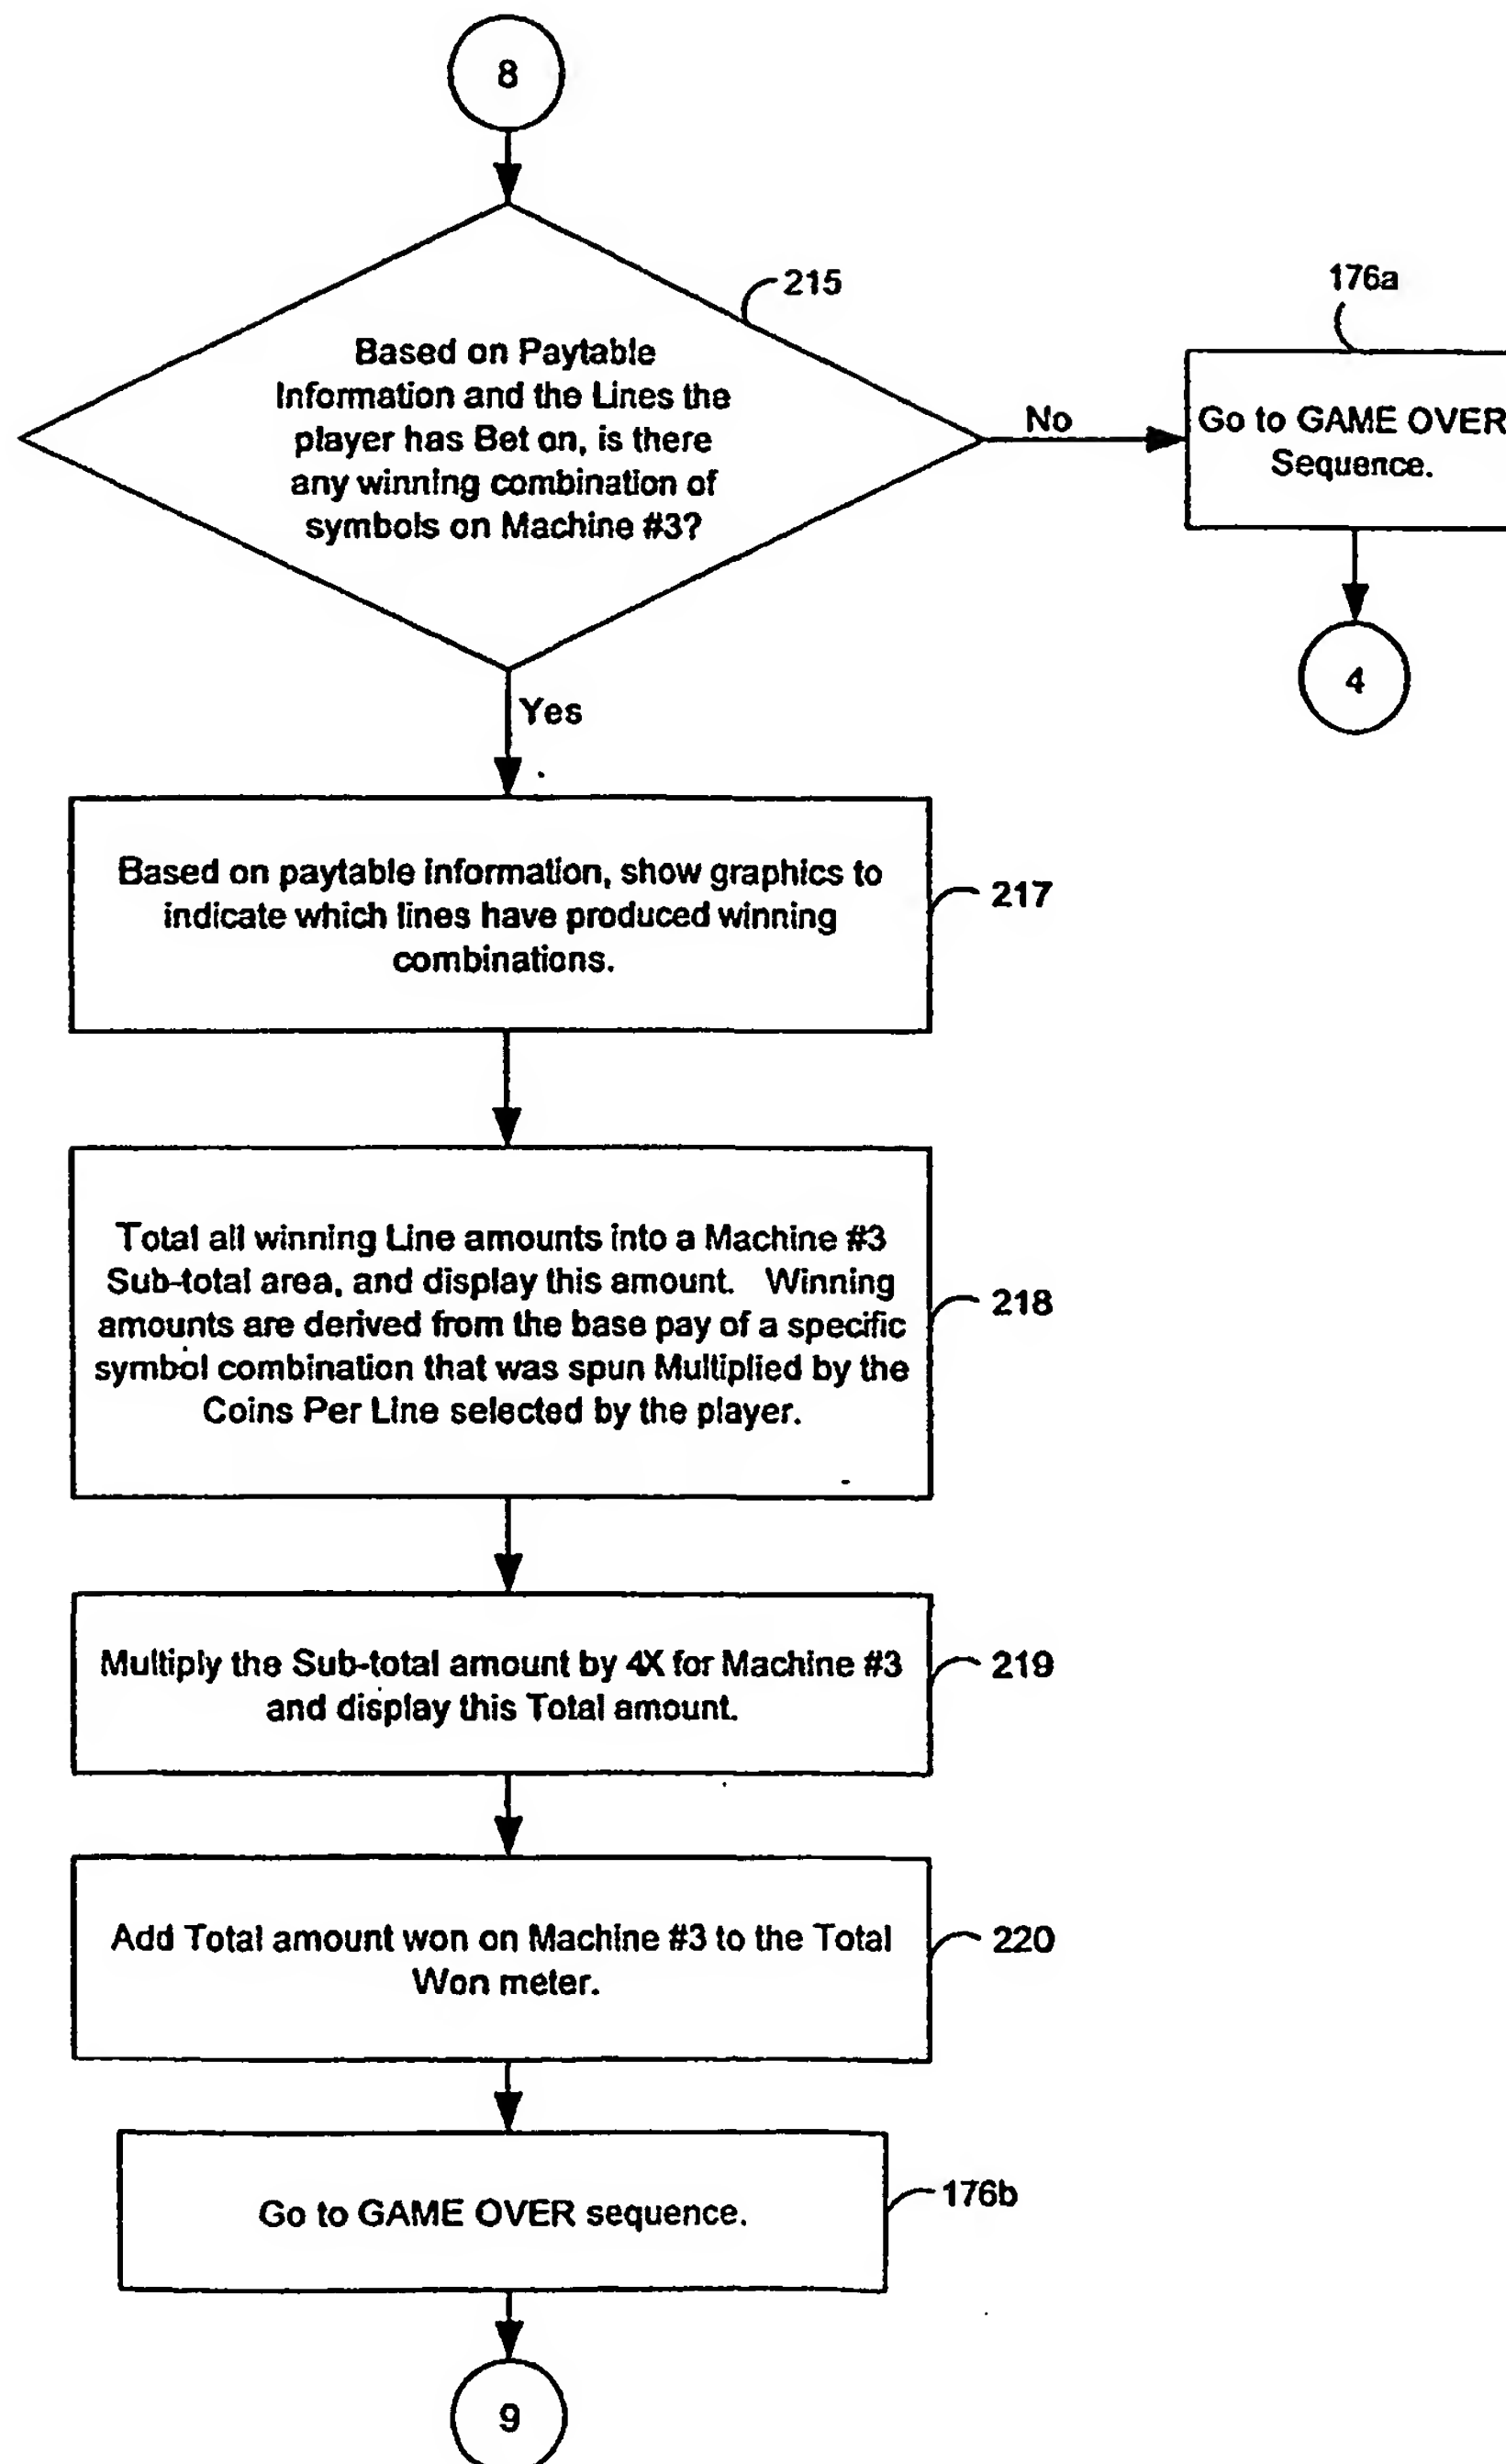 8
215
Based on Paytable
Information and the Lines the
player has Bet on, is there
any winning combination of
symbols on Machine #3?
No
176a
Go to GAME OVER
Sequence.
4
Yes
Based on paytable information, show graphics to
indicate which lines have produced winning
combinations.
217
Total all winning Line amounts into a Machine #3
Sub-total area, and display this amount. Winning
amounts are derived from the base pay of a specific
symbol combination that was spun Multiplied by the
Coins Per Line selected by the player.
218
Multiply the Sub-total amount by 4X for Machine #3
and display this Total amount.
219
Add Total amount won on Machine #3 to the Total
Won meter.
220
Go to GAME OVER sequence.
176b
9